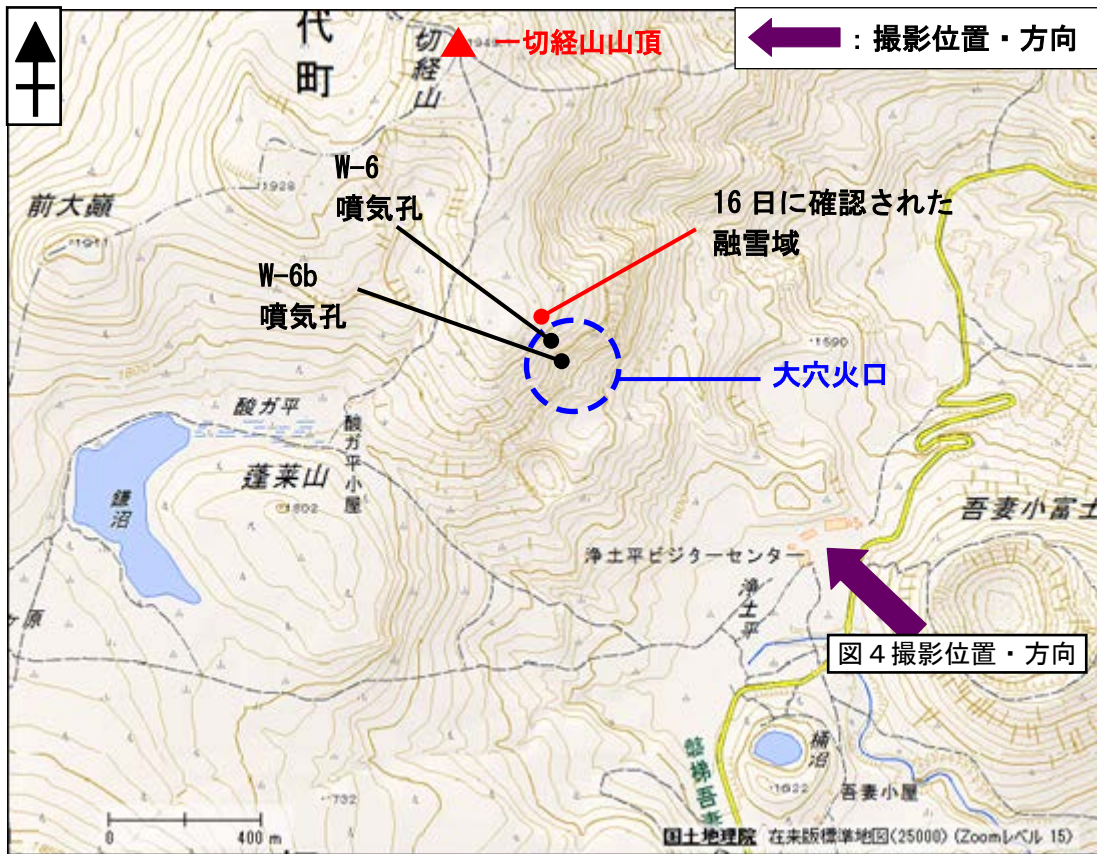 代町
切経山
1949
切経山山頂
：撮影位置・方向
W-6
噴気孔
1928
前大巓
1911
16日に確認された
融雪域
W-6b
噴気孔
1590
大穴火口
酸ガ平
酸ガ平小屋
蓬莱山
1802
鎌沼
吾妻小富士
浄土平ビジターセンター
浄土平
ヶ原
図４撮影位置・方向
桶沼
1622
吾妻小屋
磐梯吾妻
1732
0
400 m
国土地理院 在来版標準地図(25000) (Zoomレベル 15)